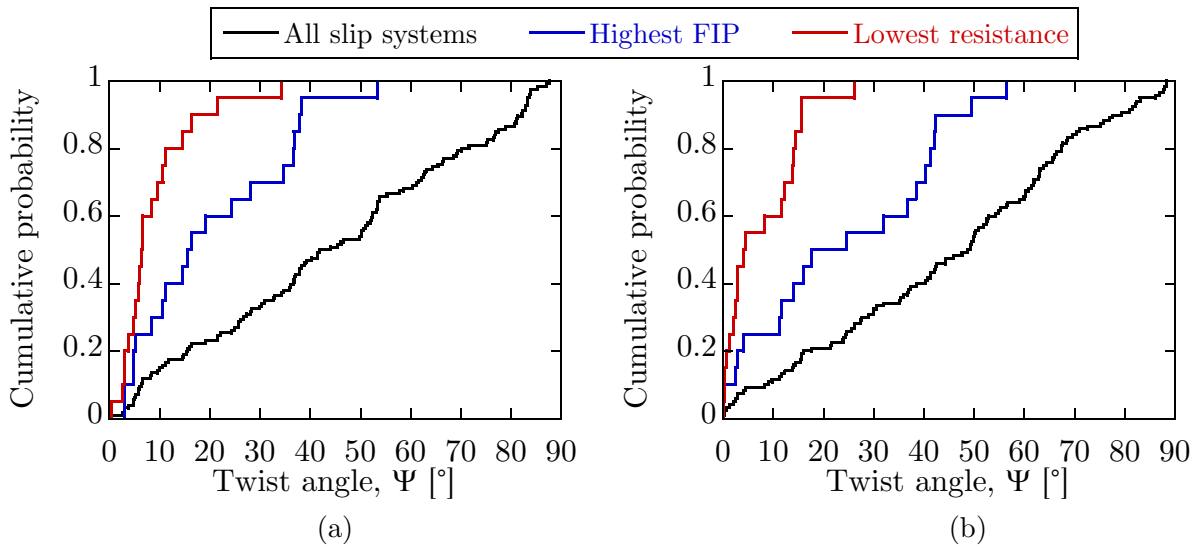 All slip systems Highest FIP Lowest resistance
Cumulative probability
1
0.8
0.6
0.4
0.2
0
0 10 20 30 40 50 60 70 80 90
Twist angle, Ψ [°]
(a)
Cumulative probability
1
0.8
0.6
0.4
0.2
0
0 10 20 30 40 50 60 70 80 90
Twist angle, Ψ [°]
(b)